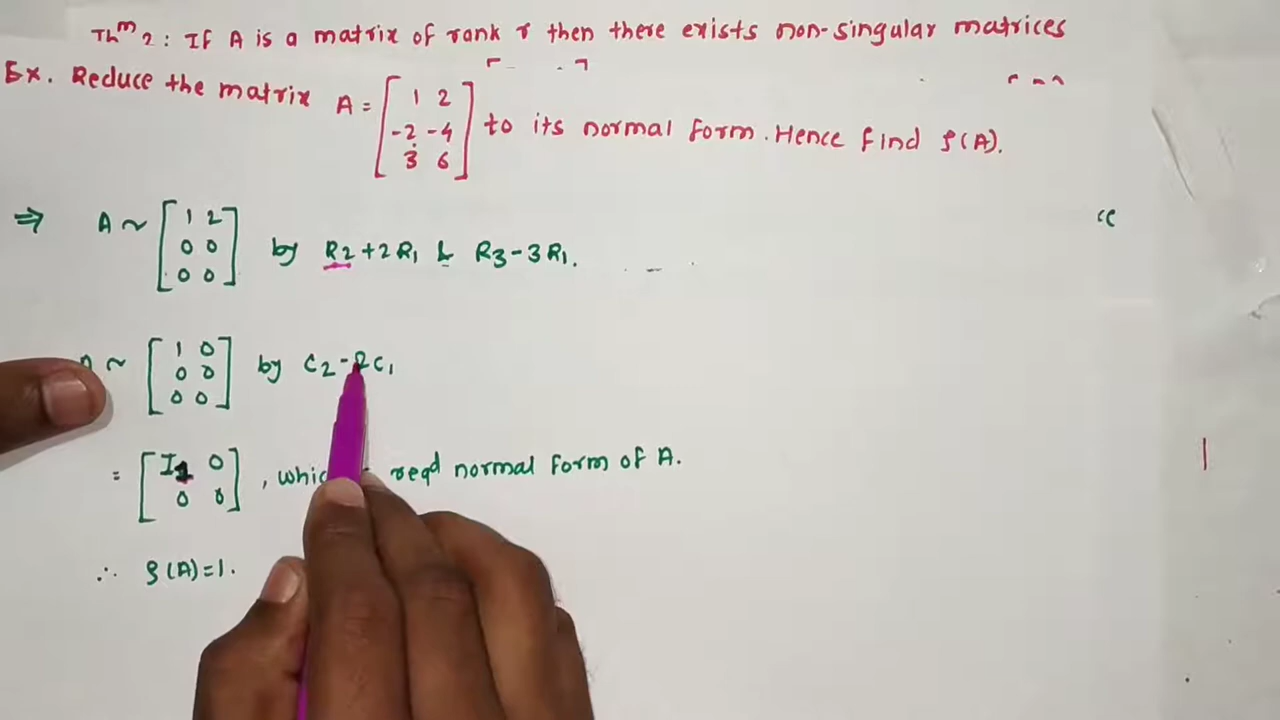 Thm 2: If A is a matrix of rank r then there exists non-singular matrices
Ex. Reduce the matrix A = [ 1 2
-2 -4
3 6 ] to its normal form. Hence find ρ(A).
⇒ A ~ [ 1 2
0 0
0 0 ] by R2+2R1 & R3-3R1.
A ~ [ 1 0
0 0
0 0 ] by C2-2C1
= [ I1 0
0 0 ], which reqd normal form of A.
∴ ρ(A)=1.